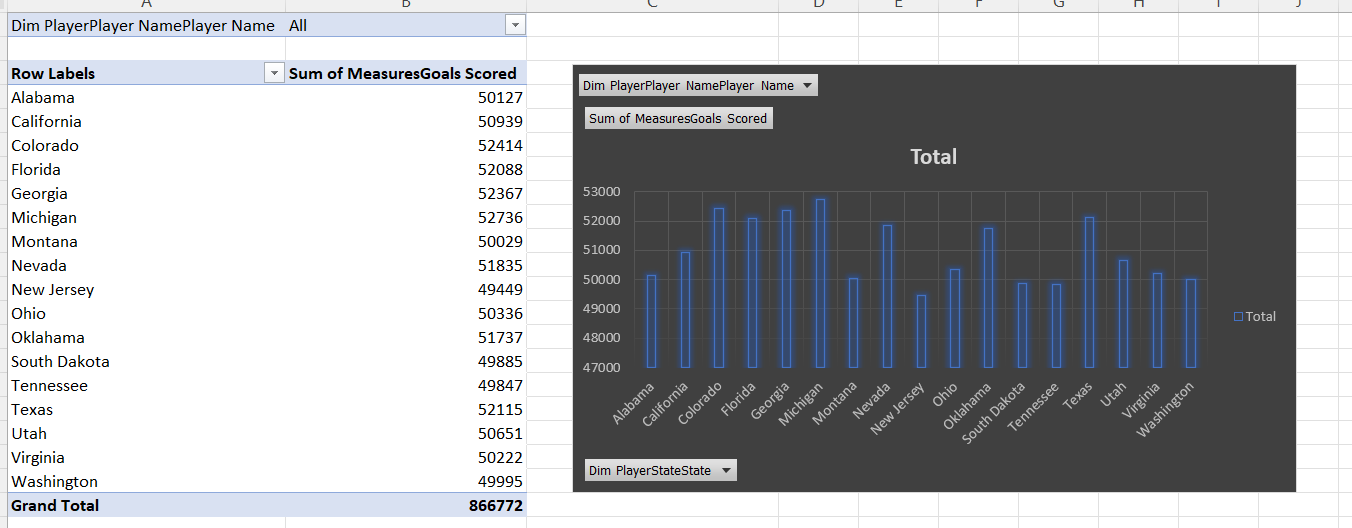 A B C D E F G H I J
Dim PlayerPlayer NamePlayer Name All
Row Labels Sum of MeasuresGoals Scored
Alabama 50127
California 50939
Colorado 52414
Florida 52088
Georgia 52367
Michigan 52736
Montana 50029
Nevada 51835
New Jersey 49449
Ohio 50336
Oklahoma 51737
South Dakota 49885
Tennessee 49847
Texas 52115
Utah 50651
Virginia 50222
Washington 49995
Grand Total 866772
Dim PlayerPlayer NamePlayer Name
Sum of MeasuresGoals Scored
Total
53000
52000
51000
50000
49000
48000
47000
Alabama
California
Colorado
Florida
Georgia
Michigan
Montana
Nevada
New Jersey
Ohio
Oklahoma
South Dakota
Tennessee
Texas
Utah
Virginia
Washington
Total
Dim PlayerStateState